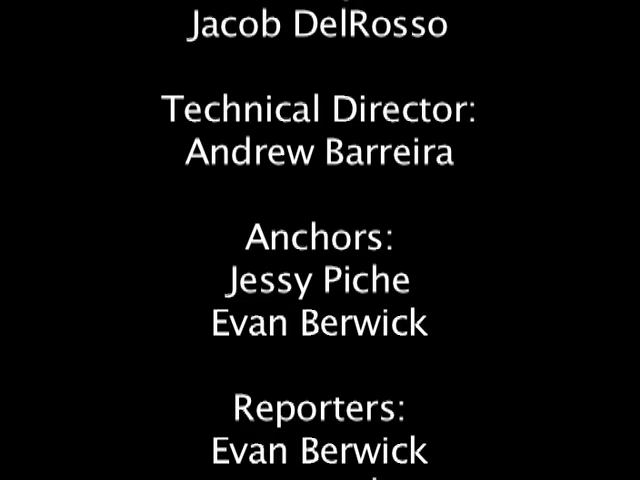 Jacob DelRosso
Technical Director:
Andrew Barreira
Anchors:
Jessy Piche
Evan Berwick
Reporters:
Evan Berwick